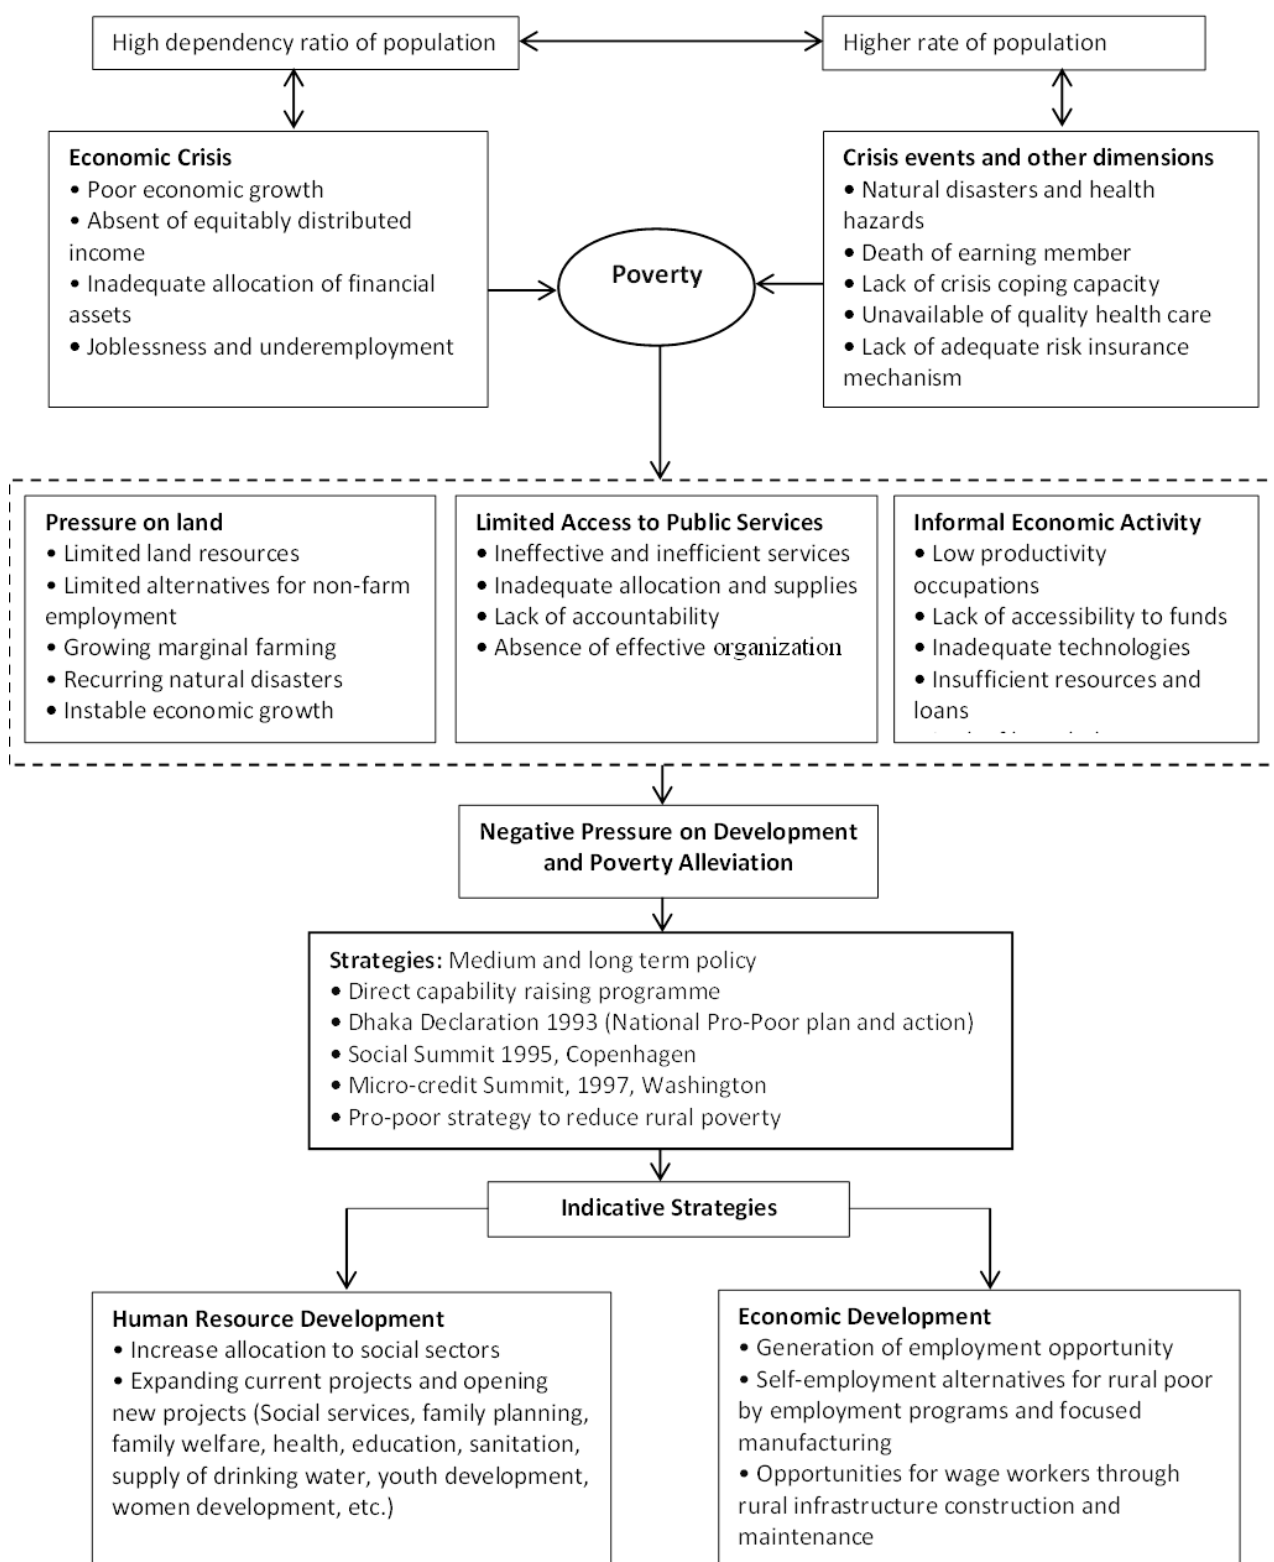 High dependency ratio of population
Higher rate of population
Economic Crisis
• Poor economic growth
• Absent of equitably distributed
income
• Inadequate allocation of financial
assets
• Joblessness and underemployment
Poverty
Crisis events and other dimensions
• Natural disasters and health
hazards
• Death of earning member
• Lack of crisis coping capacity
• Unavailable of quality health care
• Lack of adequate risk insurance
mechanism
Pressure on land
• Limited land resources
• Limited alternatives for non-farm
employment
• Growing marginal farming
• Recurring natural disasters
• Instable economic growth
Limited Access to Public Services
• Ineffective and inefficient services
• Inadequate allocation and supplies
• Lack of accountability
• Absence of effective organization
Informal Economic Activity
• Low productivity
occupations
• Lack of accessibility to funds
• Inadequate technologies
• Insufficient resources and
loans
Negative Pressure on Development
and Poverty Alleviation
Strategies: Medium and long term policy
• Direct capability raising programme
• Dhaka Declaration 1993 (National Pro-Poor plan and action)
• Social Summit 1995, Copenhagen
• Micro-credit Summit, 1997, Washington
• Pro-poor strategy to reduce rural poverty
Indicative Strategies
Human Resource Development
• Increase allocation to social sectors
• Expanding current projects and opening
new projects (Social services, family planning,
family welfare, health, education, sanitation,
supply of drinking water, youth development,
women development, etc.)
Economic Development
• Generation of employment opportunity
• Self-employment alternatives for rural poor
by employment programs and focused
manufacturing
• Opportunities for wage workers through
rural infrastructure construction and
maintenance